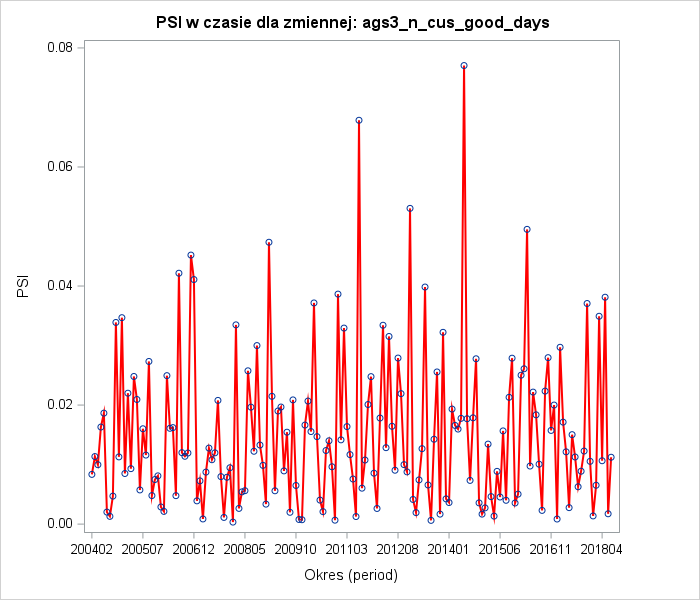 PSI w czasie dla zmiennej: ags3_n_cus_good_days
0.08
0.06
0.04
0.02
0.00
PSI
200402 200507 200612 200805 200910 201103 201208 201401 201506 201611 201804
Okres (period)